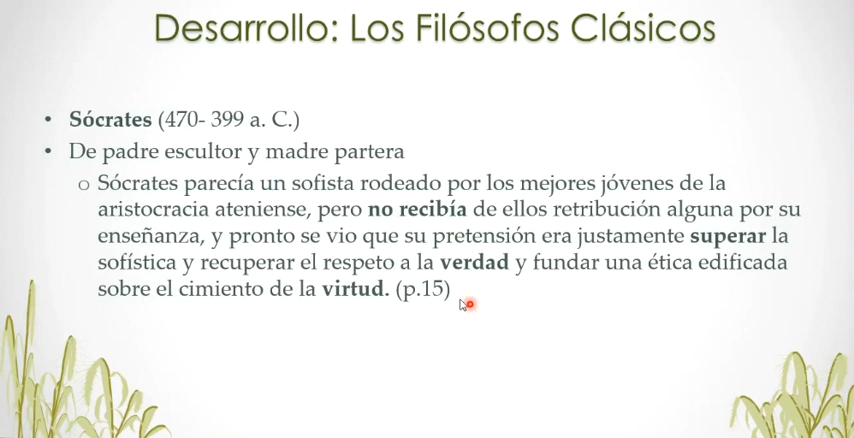 Desarrollo: Los Filósofos Clásicos
• Sócrates (470- 399 a. C.)
• De padre escultor y madre partera
o Sócrates parecía un sofista rodeado por los mejores jóvenes de la
aristocracia ateniense, pero no recibía de ellos retribución alguna por su
enseñanza, y pronto se vio que su pretensión era justamente superar la
sofística y recuperar el respeto a la verdad y fundar una ética edificada
sobre el cimiento de la virtud. (p.15)